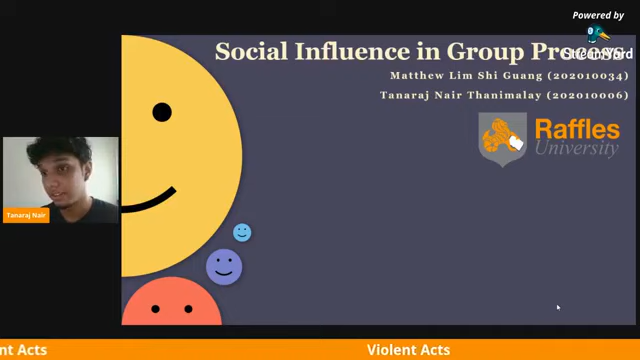 Powered by
Social Influence in Group Process
StreamYard
Matthew Lim Shi Guang (202010034)
Tanaraj Nair Thanimalay (202010006)
Raffles
University
Tanaraj Nair
nt Acts
Violent Acts